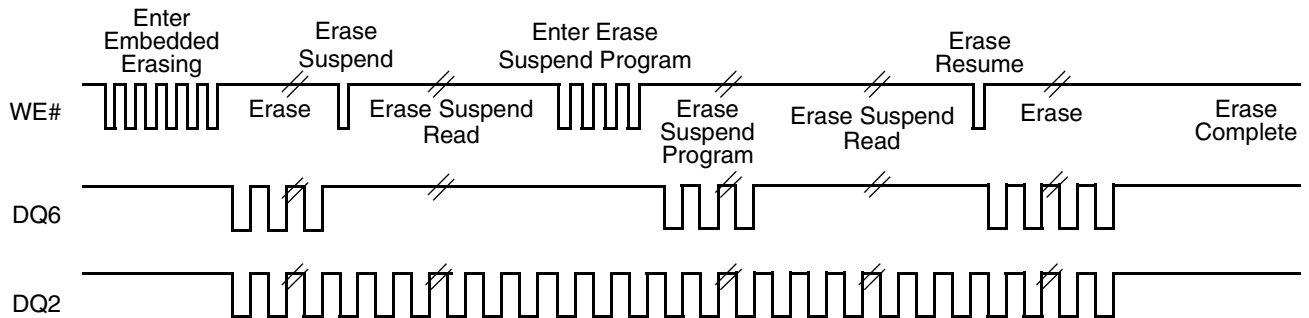 Enter
Embedded
Erasing
Erase
Suspend
Enter Erase
Suspend Program
Erase
Resume
WE#
Erase
Erase Suspend
Read
Erase
Suspend
Program
Erase Suspend
Read
Erase
Erase
Complete
DQ6
DQ2